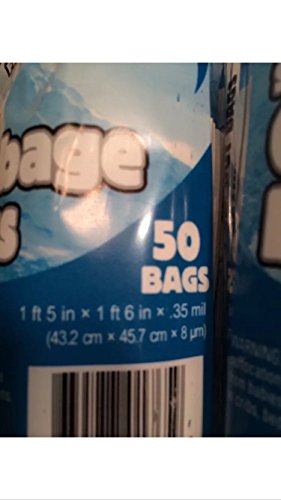 bage
s
50
BAGS
1 ft 5 in × 1 ft 6 in × .35 mil
(43.2 cm × 45.7 cm × 8 µm)
WARNING